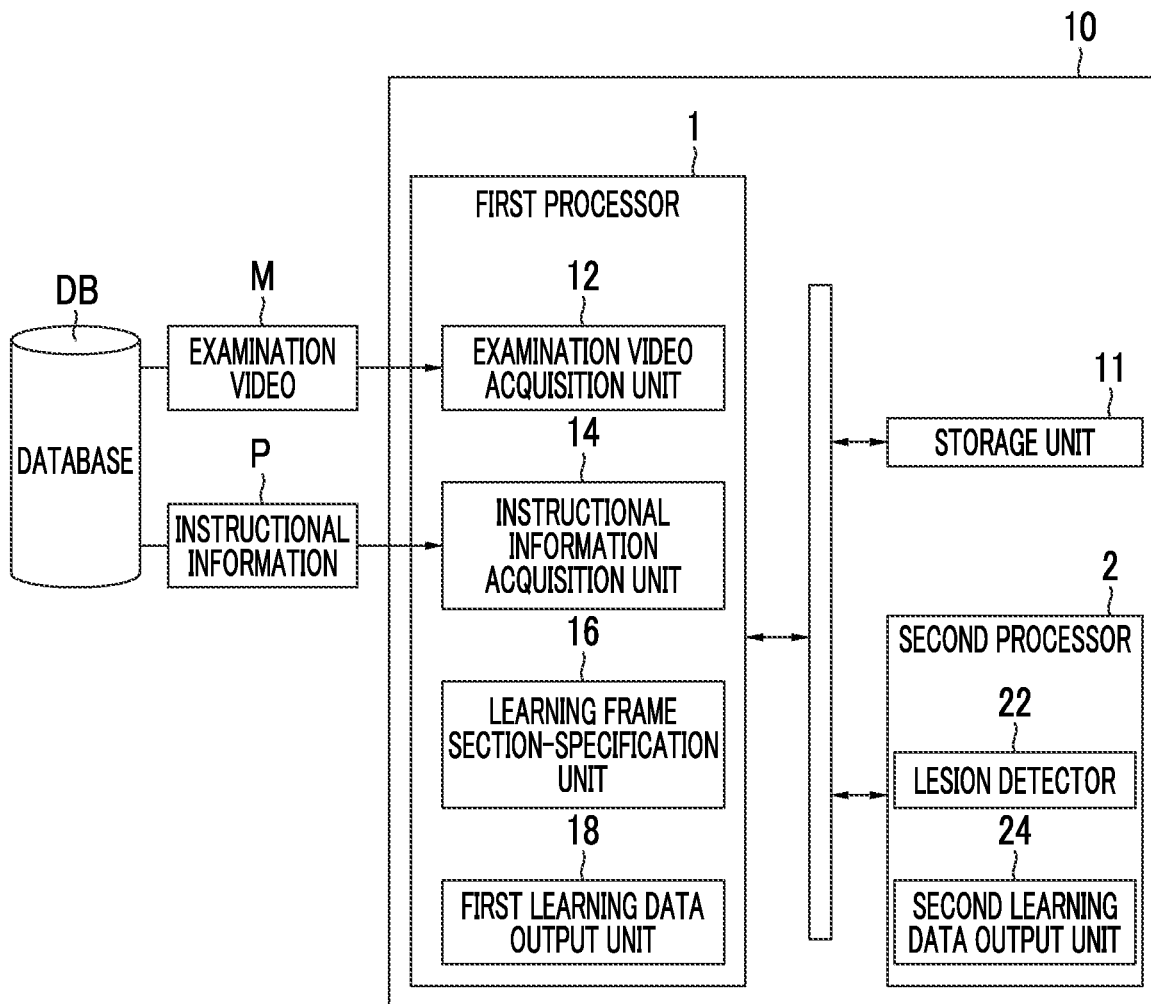 10
1
FIRST PROCESSOR
DB
DATABASE
M
EXAMINATION
VIDEO
P
INSTRUCTIONAL
INFORMATION
12
EXAMINATION VIDEO
ACQUISITION UNIT
14
INSTRUCTIONAL
INFORMATION
ACQUISITION UNIT
16
LEARNING FRAME
SECTION-SPECIFICATION
UNIT
18
FIRST LEARNING DATA
OUTPUT UNIT
11
STORAGE UNIT
2
SECOND PROCESSOR
22
LESION DETECTOR
24
SECOND LEARNING
DATA OUTPUT UNIT